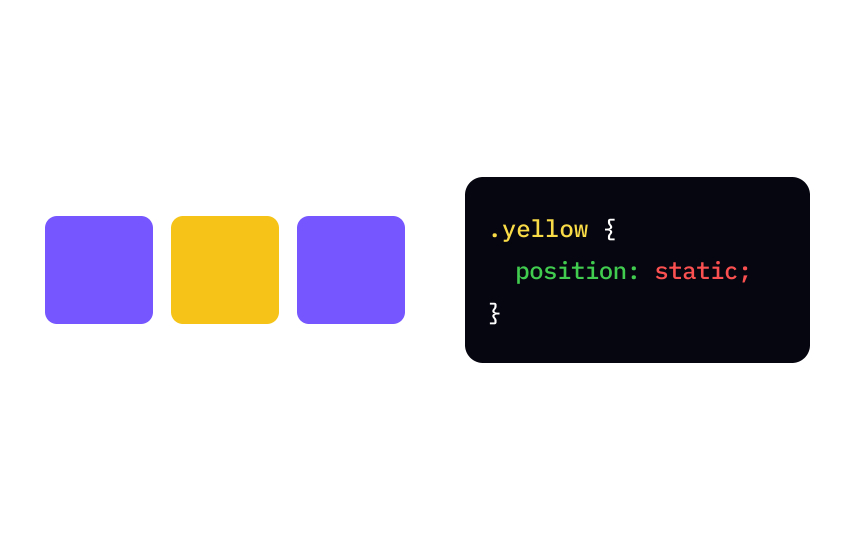 .yellow {
  position: static;
}